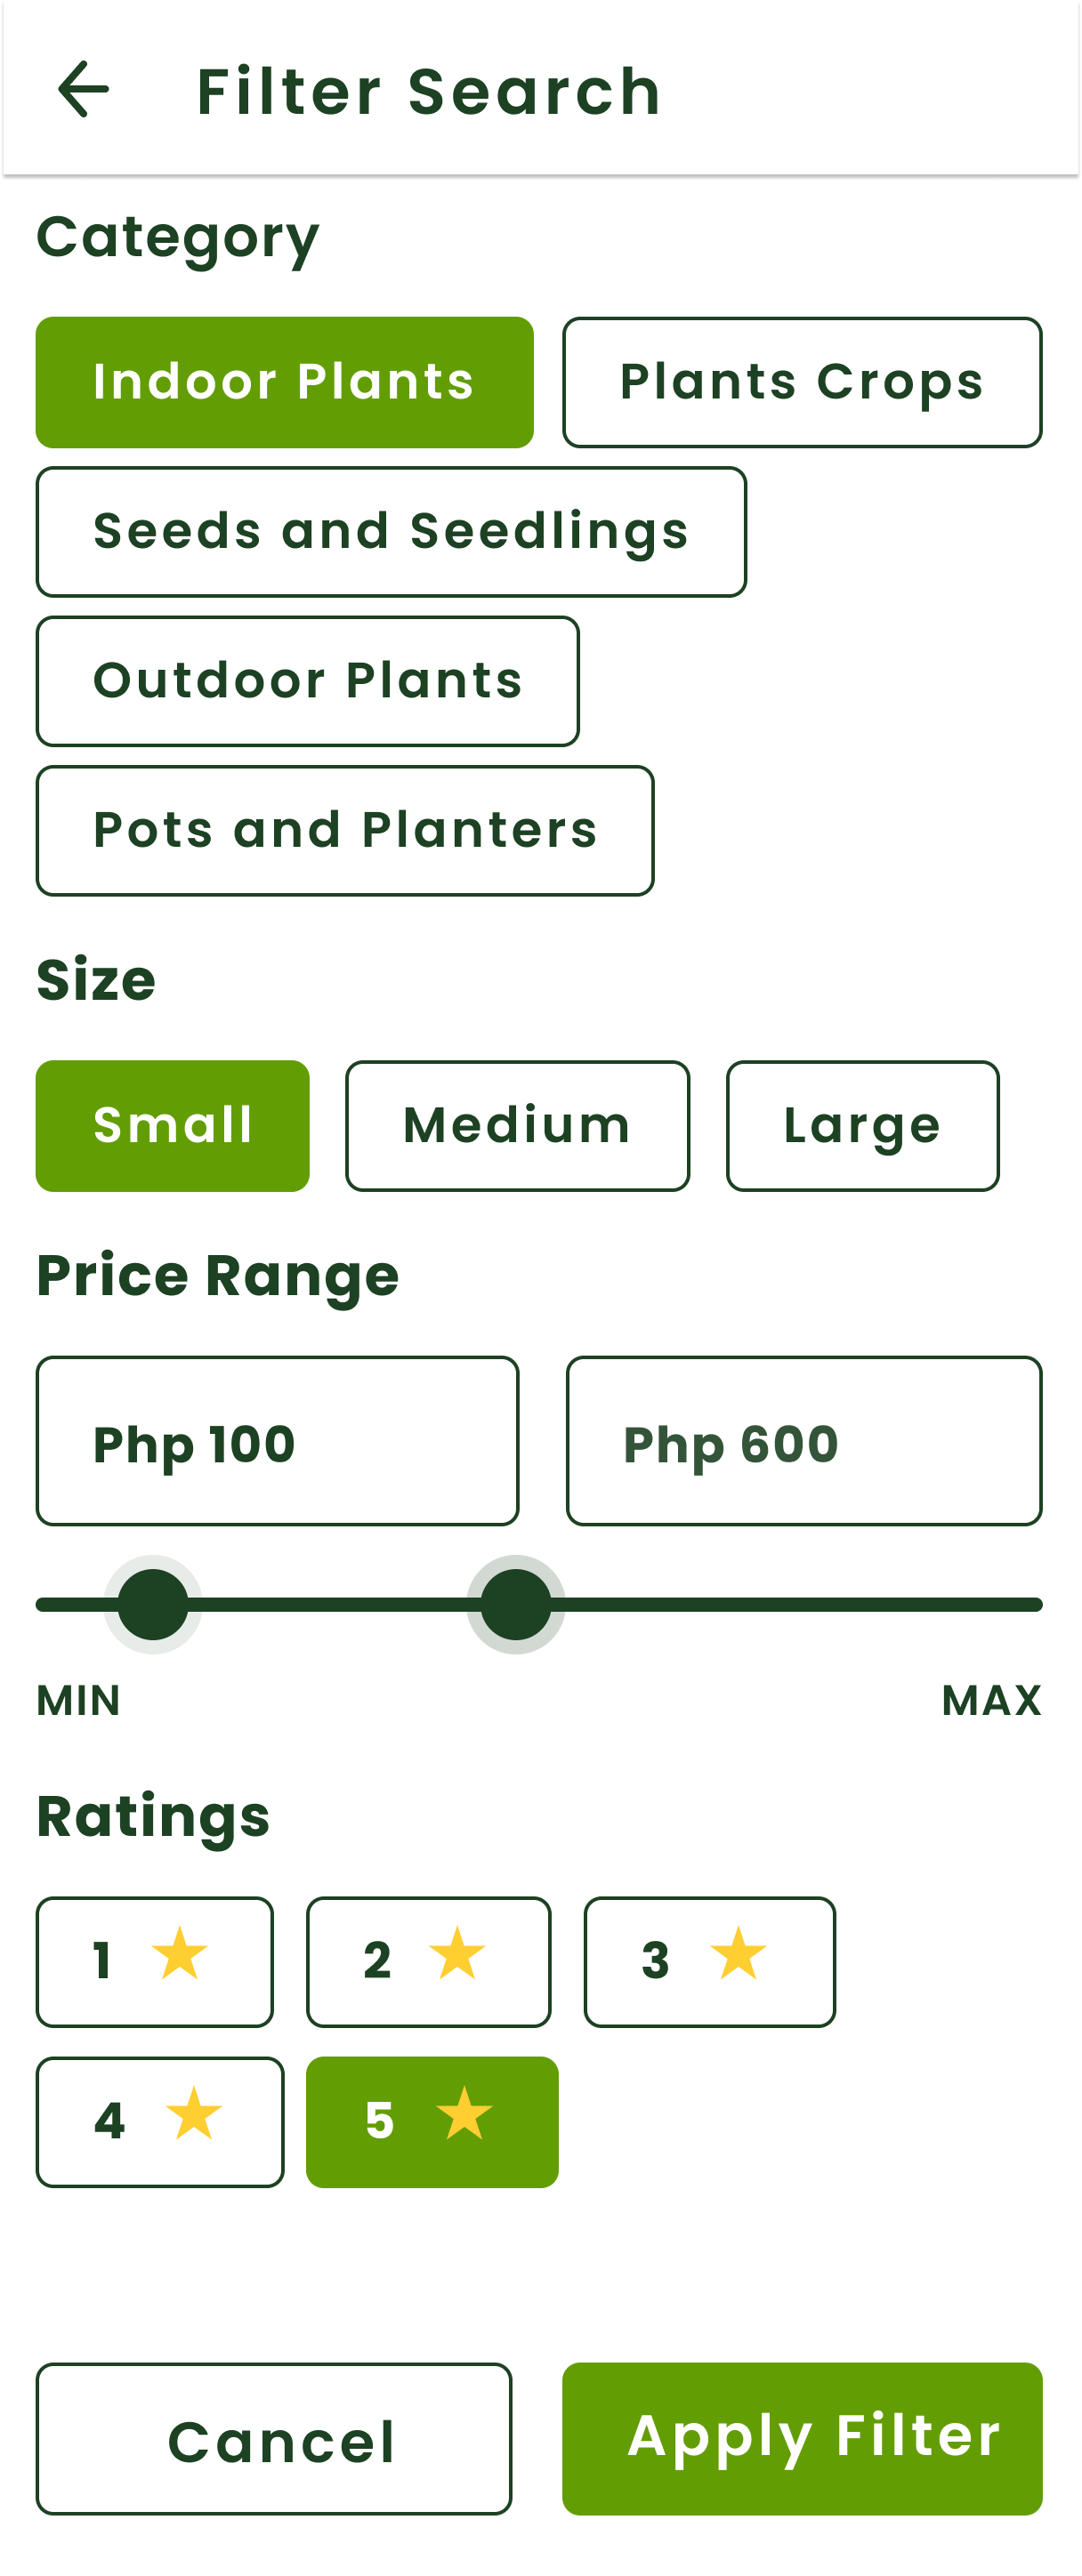 Filter Search
Category
Indoor Plants
Plants Crops
Seeds and Seedlings
Outdoor Plants
Pots and Planters
Size
Small
Medium
Large
Price Range
Php 100
Php 600
MIN
MAX
Ratings
1
2
3
4
5
Cancel
Apply Filter